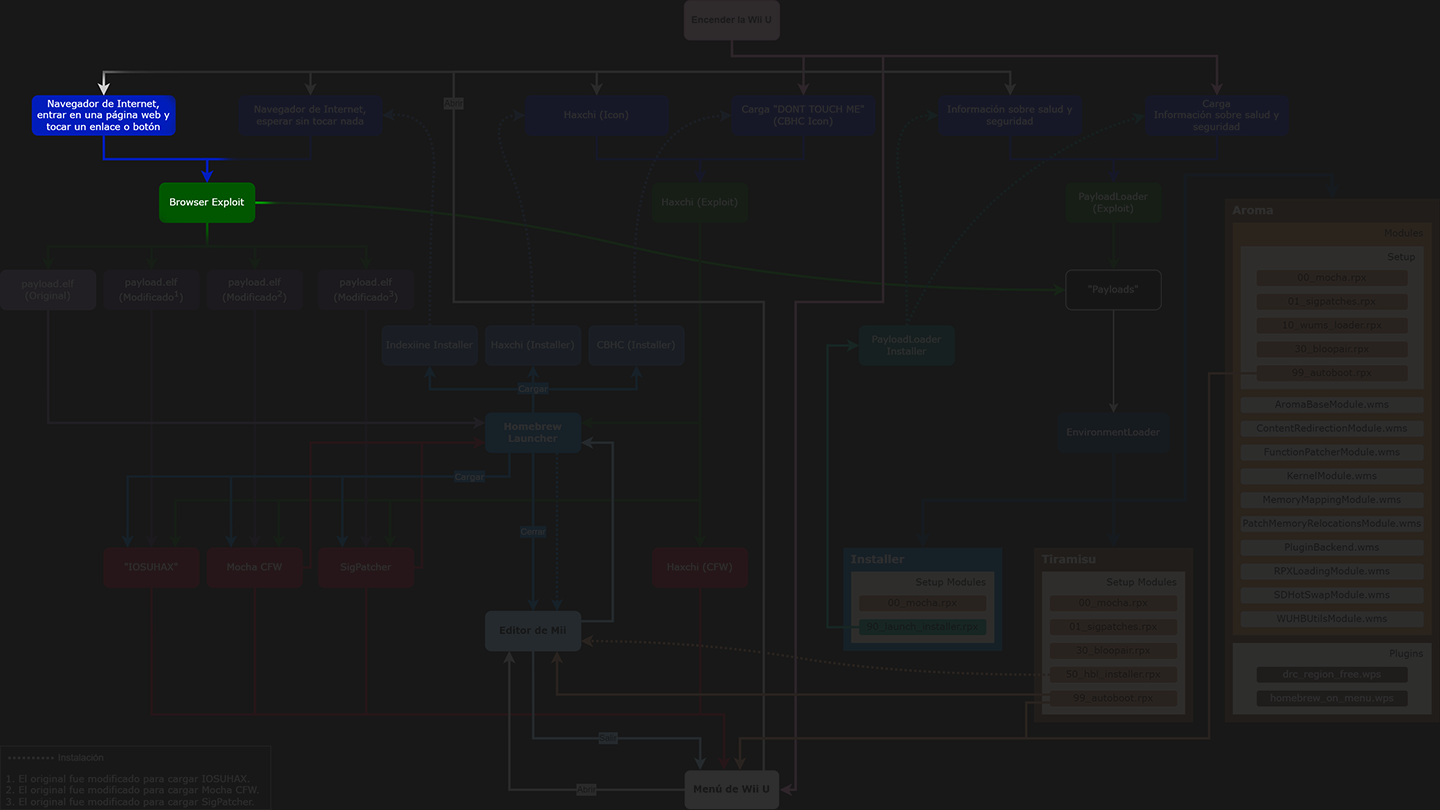 Encender la Wii U
Navegador de Internet,
entrar en una página web y
tocar un enlace o botón
Navegador de Internet,
esperar sin tocar nada
Abrir
Haxchi (Icon)
Carga "DONT TOUCH ME"
(CBHC Icon)
Información sobre salud y
seguridad
Carga
Información sobre salud y
seguridad
Browser Exploit
Haxchi (Exploit)
PayloadLoader
(Exploit)
Aroma
Modules
Setup
00_mocha.rpx
01_sigpatches.rpx
10_wums_loader.rpx
30_bloopair.rpx
99_autoboot.rpx
AromaBaseModule.wms
ContentRedirectionModule.wms
FunctionPatcherModule.wms
KernelModule.wms
MemoryMappingModule.wms
PatchMemoryRelocationsModule.wms
PluginBackend.wms
RPXLoadingModule.wms
SDHotSwapModule.wms
WUHBUtilsModule.wms
Plugins
drc_region_free.wps
homebrew_on_menu.wps
payload.elf
(Original)
payload.elf
(Modificado1)
payload.elf
(Modificado2)
payload.elf
(Modificado3)
"Payloads"
Indexiine Installer
Haxchi (Installer)
CBHC (Installer)
PayloadLoader
Installer
Cargar
Homebrew
Launcher
EnvironmentLoader
Cargar
Cerrar
"IOSUHAX"
Mocha CFW
SigPatcher
Haxchi (CFW)
Installer
Setup Modules
00_mocha.rpx
90_launch_installer.rpx
Tiramisu
Setup Modules
00_mocha.rpx
01_sigpatches.rpx
30_bloopair.rpx
50_hbl_installer.rpx
99_autoboot.rpx
Editor de Mii
Salir
Abrir
Menú de Wii U
Instalación
1. El original fue modificado para cargar IOSUHAX.
2. El original fue modificado para cargar Mocha CFW.
3. El original fue modificado para cargar SigPatcher.